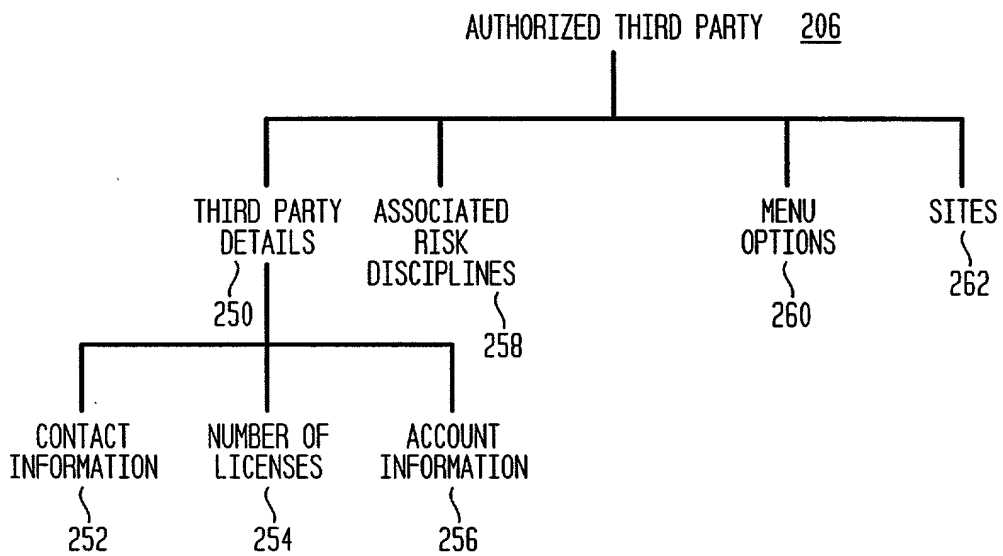 AUTHORIZED THIRD PARTY 206
THIRD PARTY
DETAILS
250
ASSOCIATED
RISK
DISCIPLINES
258
MENU
OPTIONS
260
SITES
262
CONTACT
INFORMATION
252
NUMBER OF
LICENSES
254
ACCOUNT
INFORMATION
256